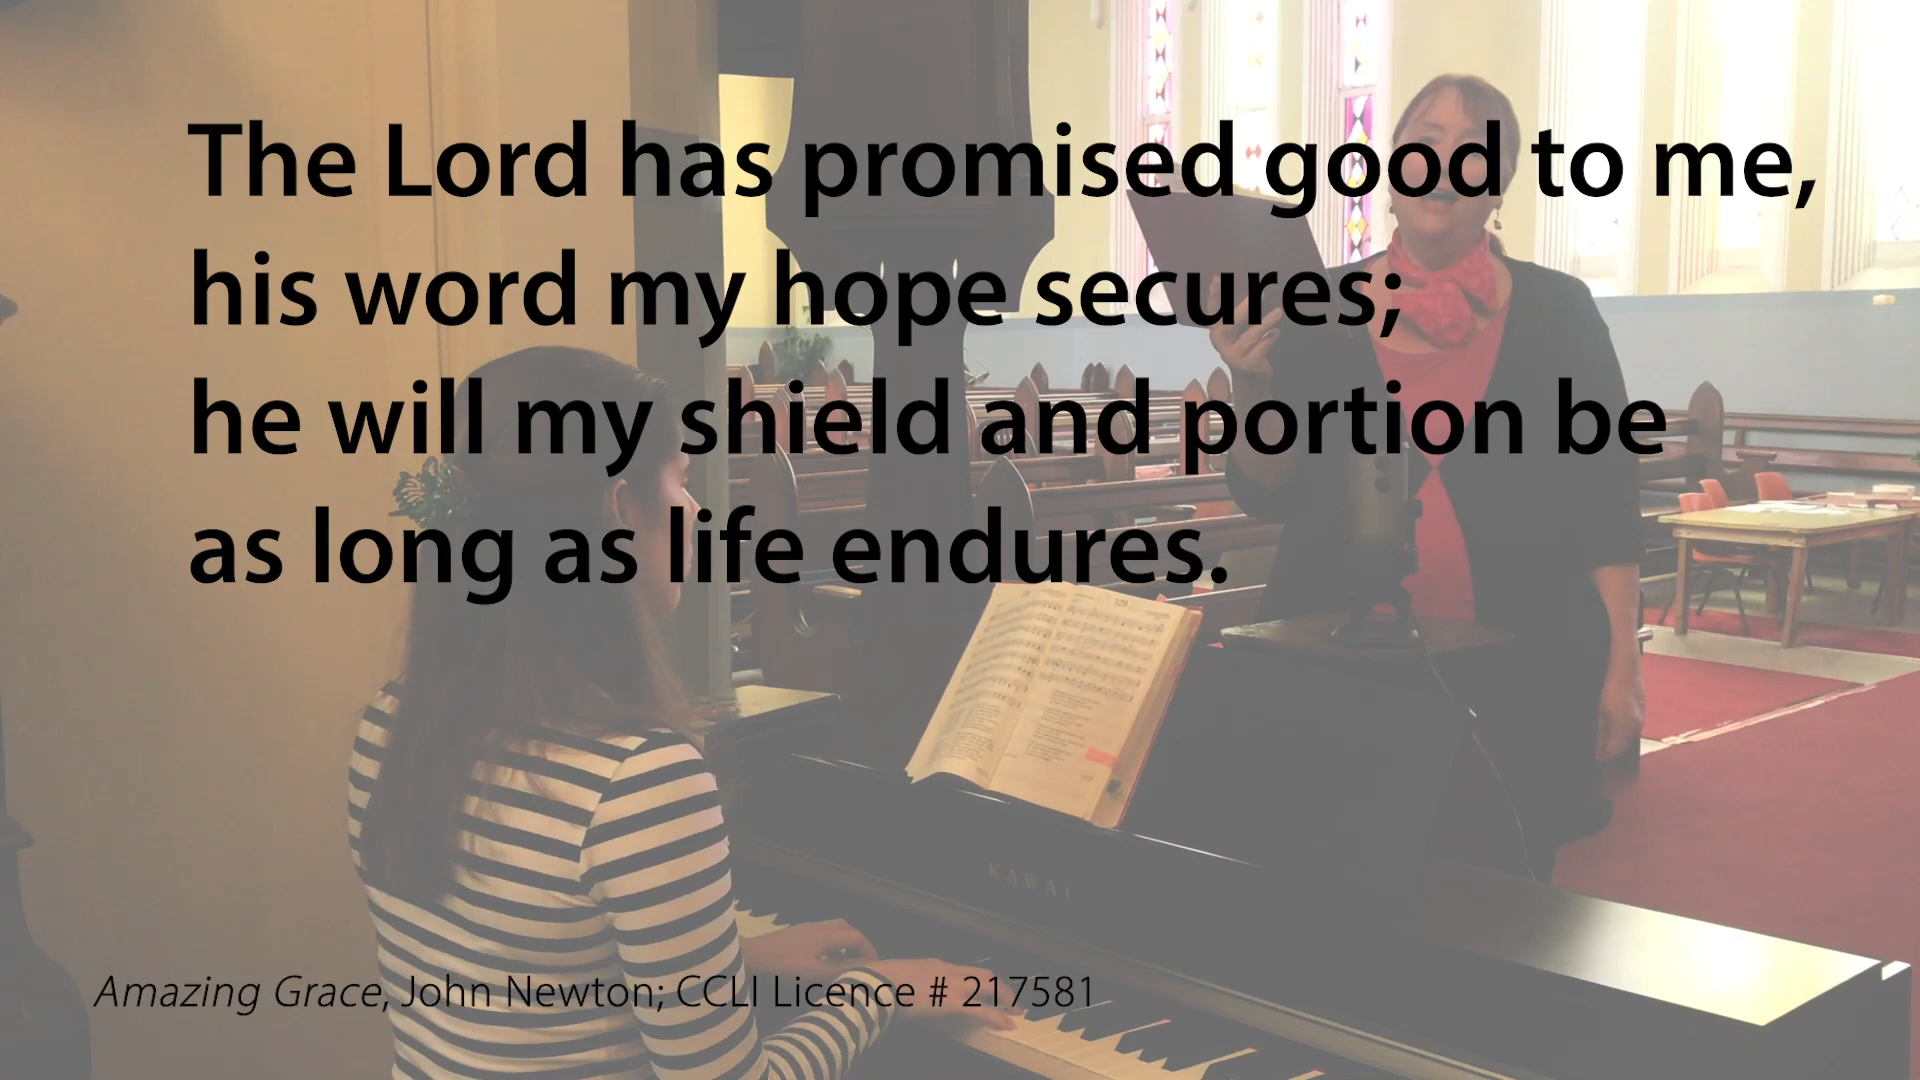 The Lord has promised good to me,
his word my hope secures;
he will my shield and portion be
as long as life endures.
KAWAI
Amazing Grace, John Newton; CCLI Licence # 217581